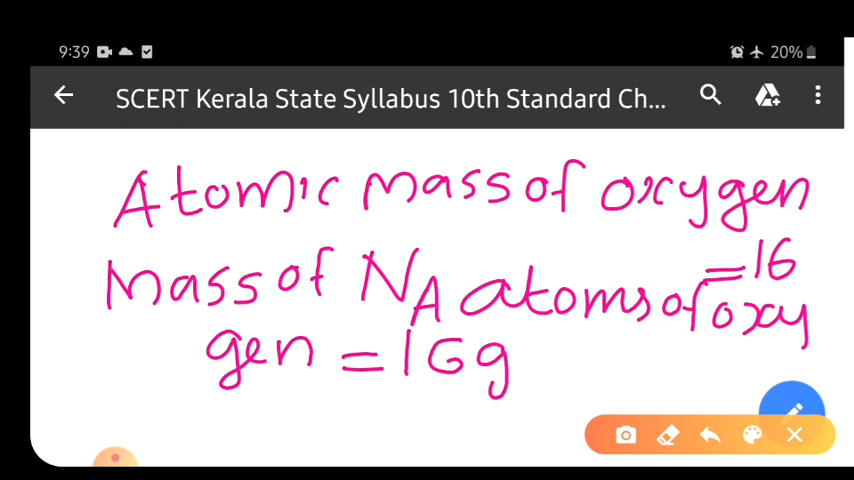 9:39 20%
SCERT Kerala State Syllabus 10th Standard Ch...
Atomic mass of oxygen
= 16
Mass of NA atoms of oxy
gen = 16g